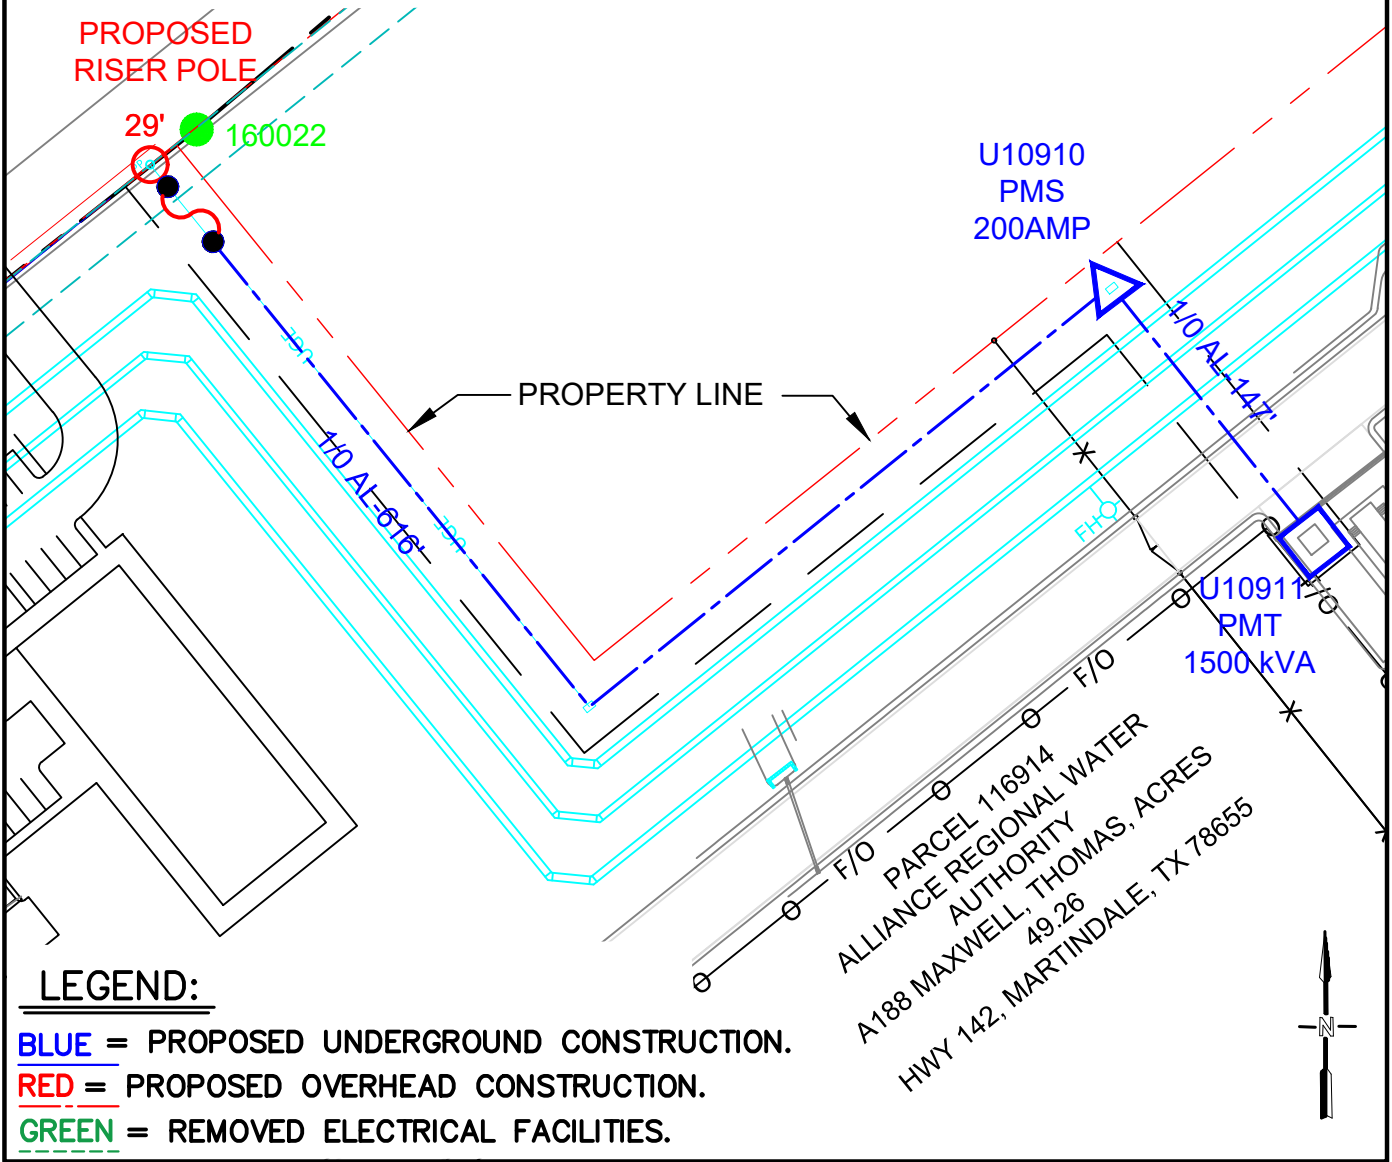 PROPOSED
RISER POLE
29'
160022
U10910
PMS
200AMP
1/0 AL-147'
PROPERTY LINE
UGE
1/0 AL-616'
UGE
FH
U10911
PMT
1500 kVA
F/O
F/O
PARCEL 116914
ALLIANCE REGIONAL WATER
AUTHORITY
A188 MAXWELL, THOMAS, ACRES
49.26
HWY 142, MARTINDALE, TX 78655
N
LEGEND:
BLUE = PROPOSED UNDERGROUND CONSTRUCTION.
RED = PROPOSED OVERHEAD CONSTRUCTION.
GREEN = REMOVED ELECTRICAL FACILITIES.